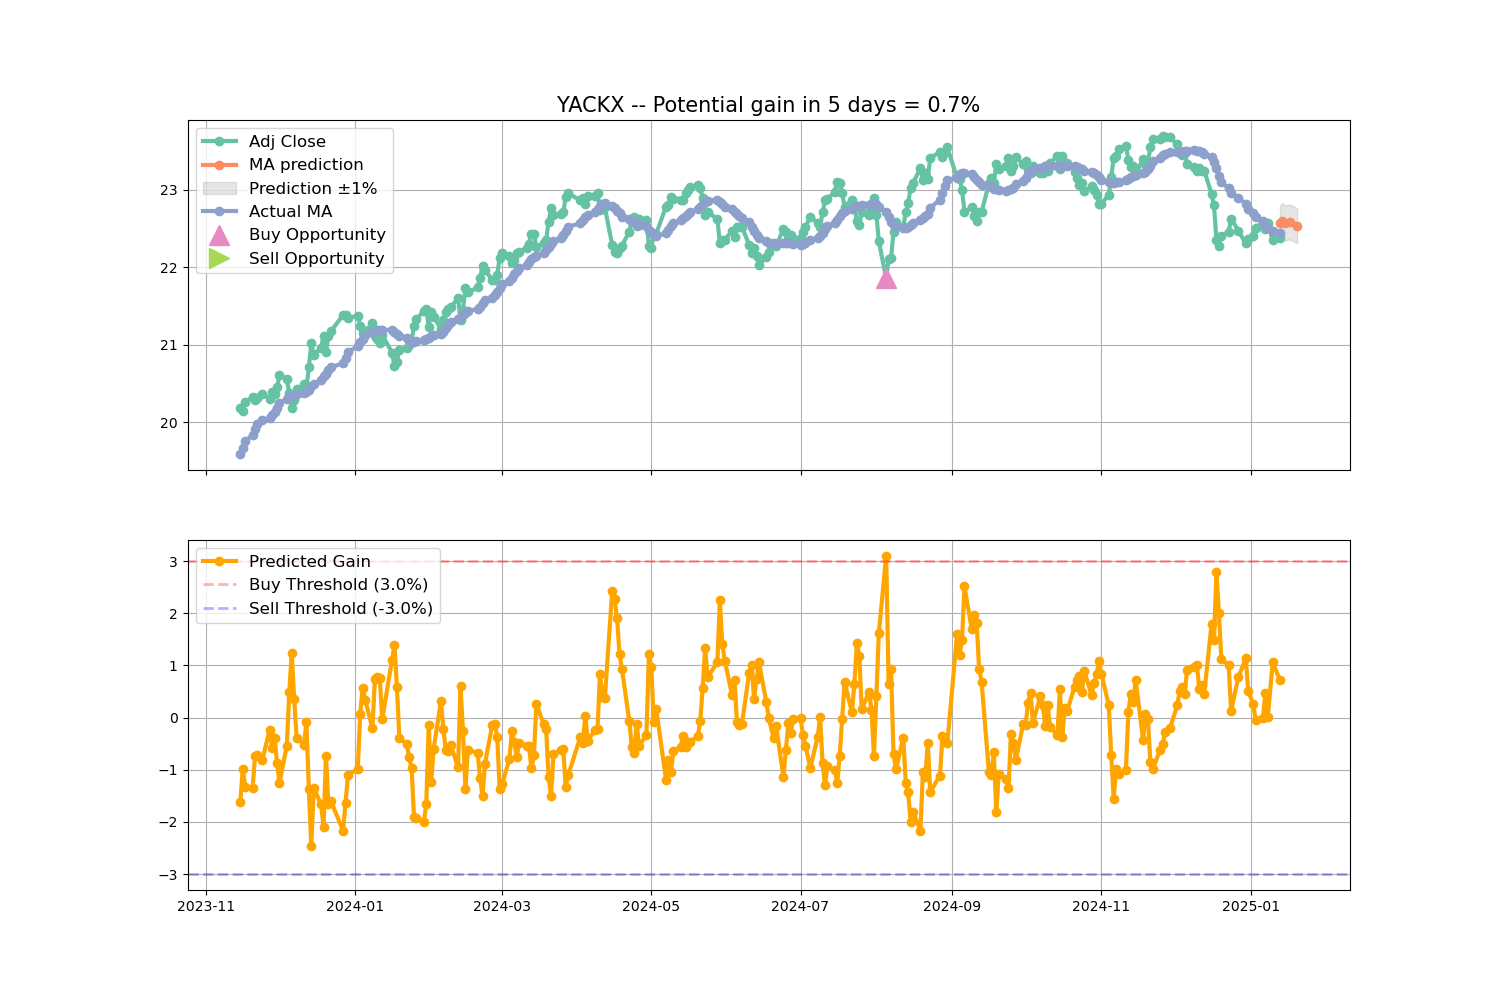 YACKX -- Potential gain in 5 days = 0.7%
Adj Close
MA prediction
Prediction ±1%
Actual MA
Buy Opportunity
Sell Opportunity
23
22
21
20
Predicted Gain
Buy Threshold (3.0%)
Sell Threshold (-3.0%)
3
2
1
0
−1
−2
−3
2023-11 2024-01 2024-03 2024-05 2024-07 2024-09 2024-11 2025-01